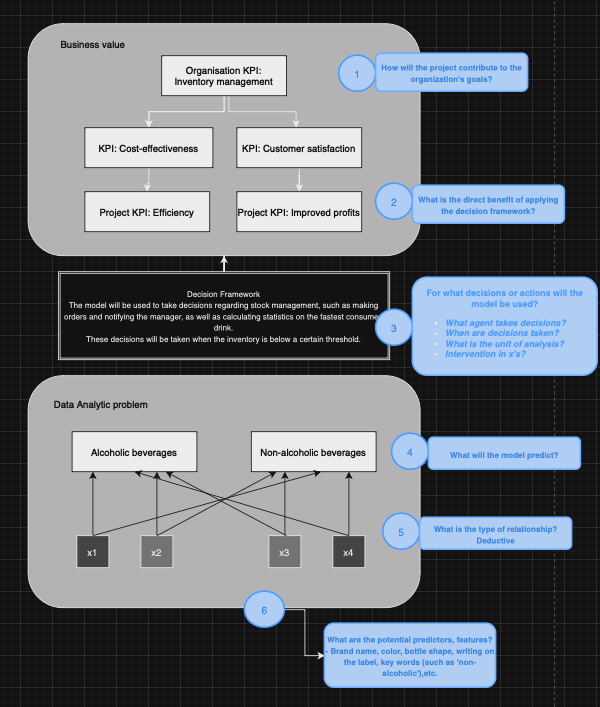 Business value
Organisation KPI:
Inventory management
1
How will the project contribute to the
organization's goals?
KPI: Cost-effectiveness
KPI: Customer satisfaction
Project KPI: Efficiency
Project KPI: Improved profits
2
What is the direct benefit of applying
the decision framework?
Decision Framework
The model will be used to take decisions regarding stock management, such as making
orders and notifying the manager, as well as calculating statistics on the fastest consume
drink.
These decisions will be taken when the inventory is below a certain threshold.
3
For what decisions or actions will the
model be used?
• What agent takes decisions?
• When are decisions taken?
• What is the unit of analysis?
• Intervention in x's?
Data Analytic problem
Alcoholic beverages
Non-alcoholic beverages
4
What will the model predict?
x1
x2
x3
x4
5
What is the type of relationship?
Deductive
6
What are the potential predictors, features?
- Brand name, color, bottle shape, writing on
the label, key words (such as 'non-
alcoholic'),etc.